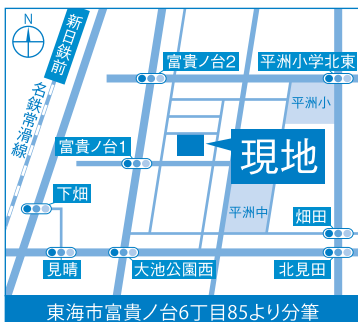 N
新日鉄前
名鉄常滑線
富貴ノ台2
平洲小学北東
平洲小
富貴ノ台1
現地
下畑
平洲中
畑田
見晴
大池公園西
北見田
東海市富貴ノ台6丁目85より分筆